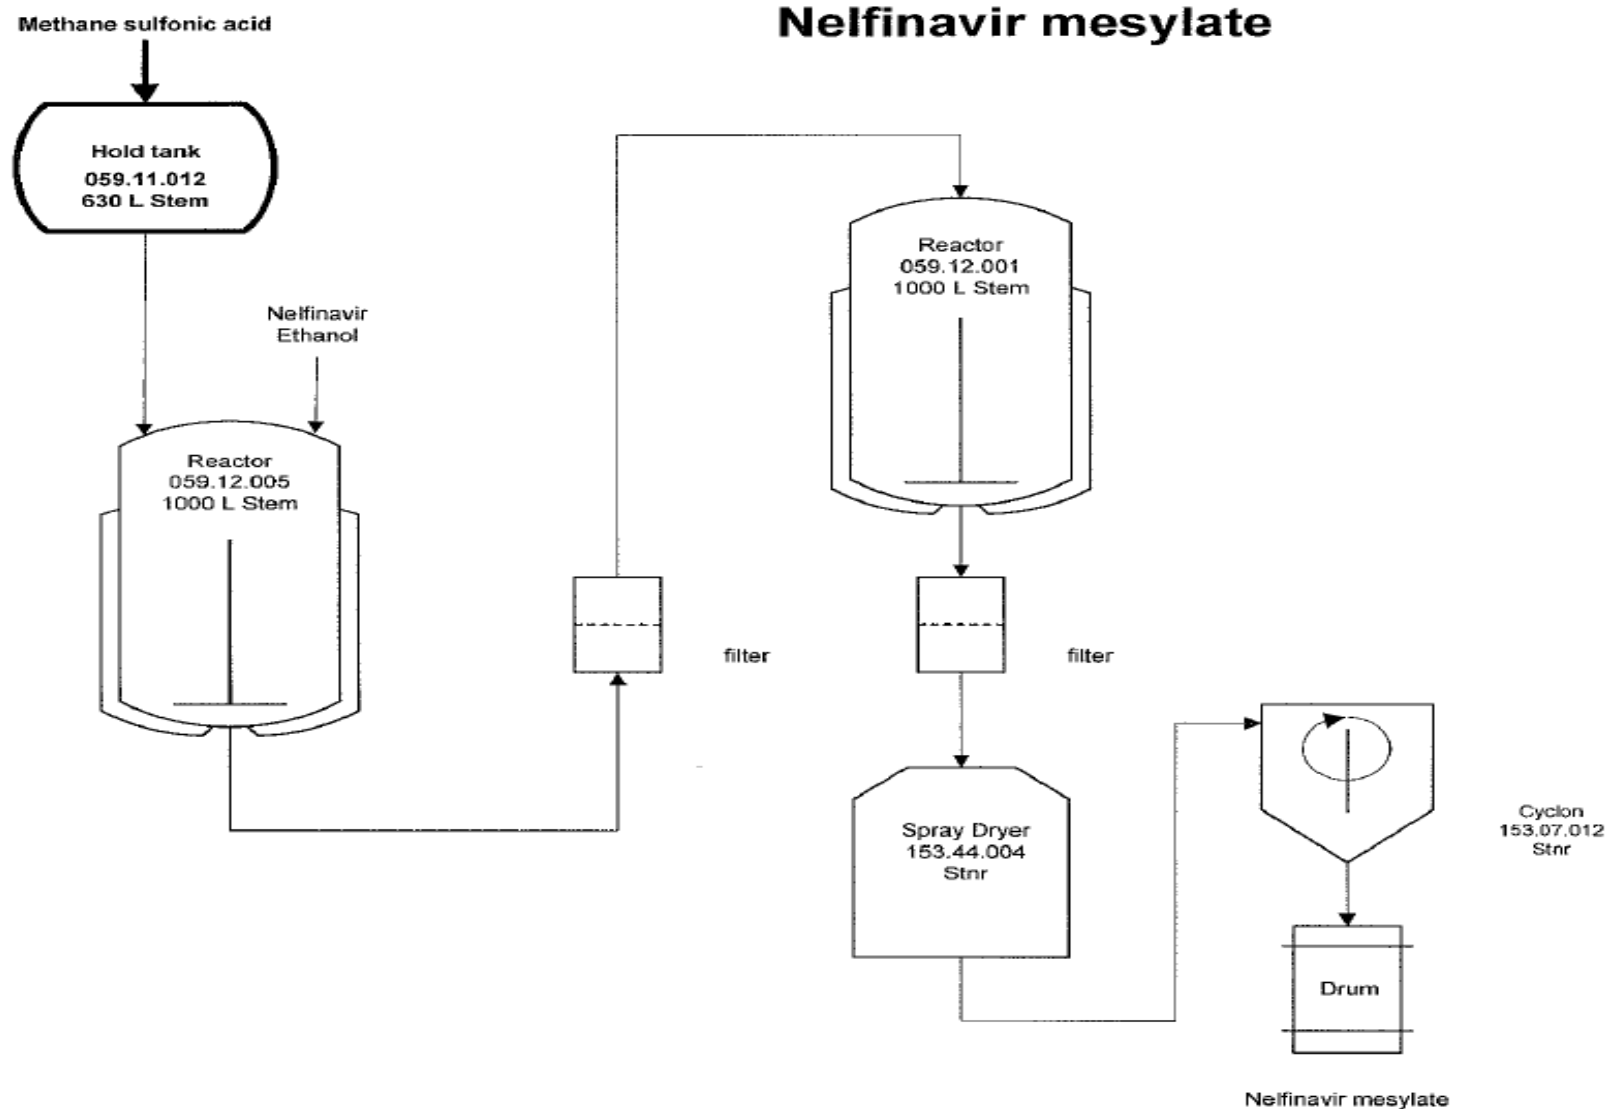 Nelfinavir mesylate
Methane sulfonic acid
Hold tank
059.11.012
630 L Stem
Nelfinavir
Ethanol
Reactor
059.12.005
1000 L Stem
filter
Reactor
059.12.001
1000 L Stem
filter
Spray Dryer
153.44.004
Stnr
Cyclon
153.07.012
Stnr
Drum
Nelfinavir mesylate